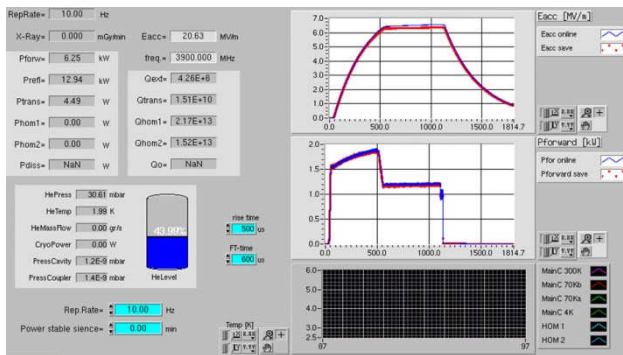 RepRate= 10.00 Hz
X-Ray= 0.000 mGy/min
Eacc= 20.63 MV/m
Pforw= 6.25 kW
freq.= 3900.000 MHz
Prefl= 12.94 kW
Qext= 4.26E+6
Ptrans= 4.49 W
Qtrans= 1.51E+10
Phom1= 0.00 W
Qhom1= 2.17E+13
Phom2= 0.00 W
Qhom2= 1.52E+13
Pdiss= NaN W
Qo= NaN
HePress 30.61 mbar
HeTemp 1.99 K
HeMassFlow 0.00 gr/s
CryoPower 0.00 W
PressCavity 1.2E-9 mbar
PressCoupler 1.4E-9 mbar
43.99%
HeLevel
rise time
500 us
FT-time
600 us
Rep.Rate= 10.00 Hz
Power stable sience= 0.00 min
Temp [K]
Eacc [MV/m]
Eacc online
Eacc save
7.0
6.0
5.0
4.0
3.0
2.0
1.0
0.0
0.0 500.0 1000.0 1500.0 1814.7
Pforward [kW]
Pfor online
Pforward save
2.0
1.5
1.0
0.5
0.0
0.0 500.0 1000.0 1500.0 1814.7
6.0
5.0
4.0
3.0
2.5
87 97
MainC 300K
MainC 70Kb
MainC 70Ka
MainC 4K
HOM 1
HOM 2